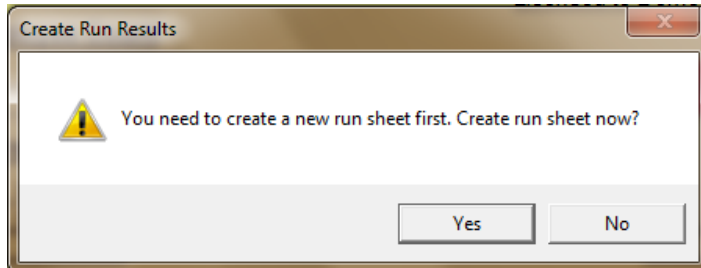 Create Run Results
You need to create a new run sheet first. Create run sheet now?
Yes
No